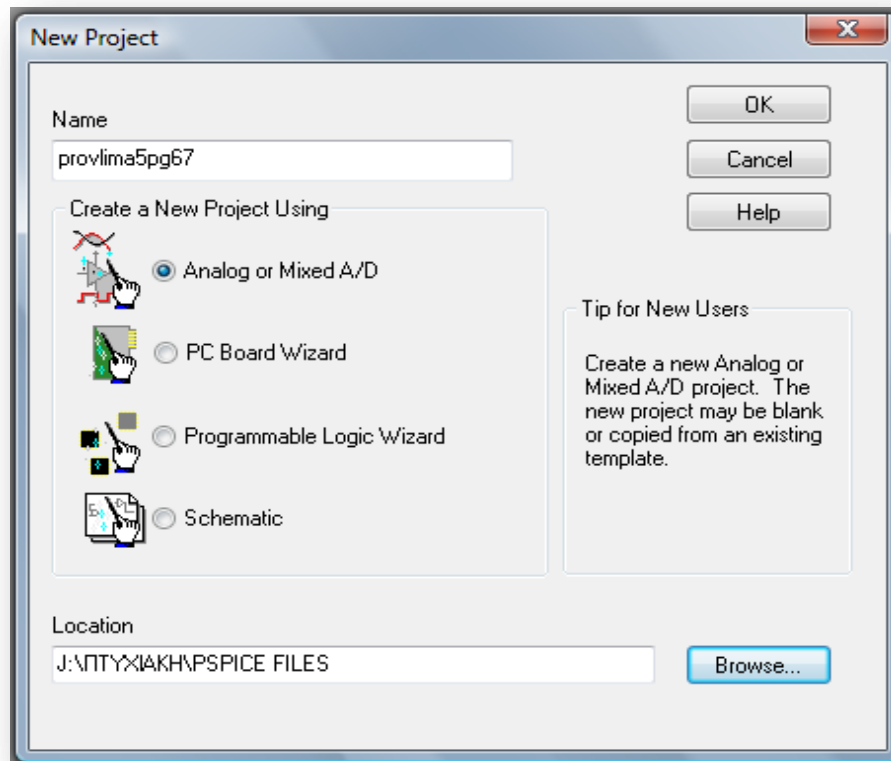 New Project
OK
Name
provlima5pg67
Cancel
Help
Create a New Project Using
Analog or Mixed A/D
PC Board Wizard
Programmable Logic Wizard
Schematic
Tip for New Users
Create a new Analog or
Mixed A/D project. The
new project may be blank
or copied from an existing
template.
Location
J:\ΠΤΥΧΙΑΚΗ\PSPICE FILES
Browse...